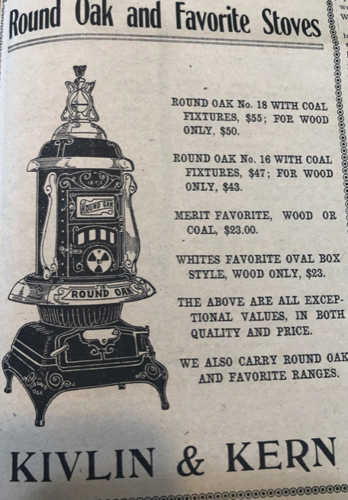 Round Oak and Favorite Stoves
ROUND OAK No. 18 WITH COAL
FIXTURES, $55; FOR WOOD
ONLY, $50.
ROUND OAK No. 16 WITH COAL
FIXTURES, $47; FOR WOOD
ONLY, $43.
MERIT FAVORITE, WOOD OR
COAL, $23.00.
WHITES FAVORITE OVAL BOX
STYLE, WOOD ONLY, $23.
THE ABOVE ARE ALL EXCEP-
TIONAL VALUES, IN BOTH
QUALITY AND PRICE.
WE ALSO CARRY ROUND OAK
AND FAVORITE RANGES.
ROUND OAK
ROUND OAK
ROUND
OAK
KIVLIN & KERN